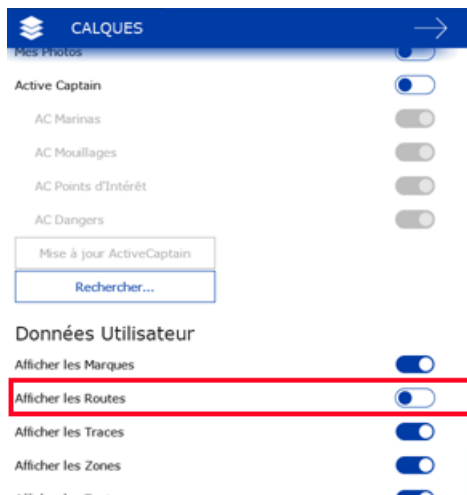 CALQUES
Mes Photos
Active Captain
AC Marinas
AC Mouillages
AC Points d'Intérêt
AC Dangers
Mise à jour ActiveCaptain
Rechercher...
Données Utilisateur
Afficher les Marques
Afficher les Routes
Afficher les Traces
Afficher les Zones